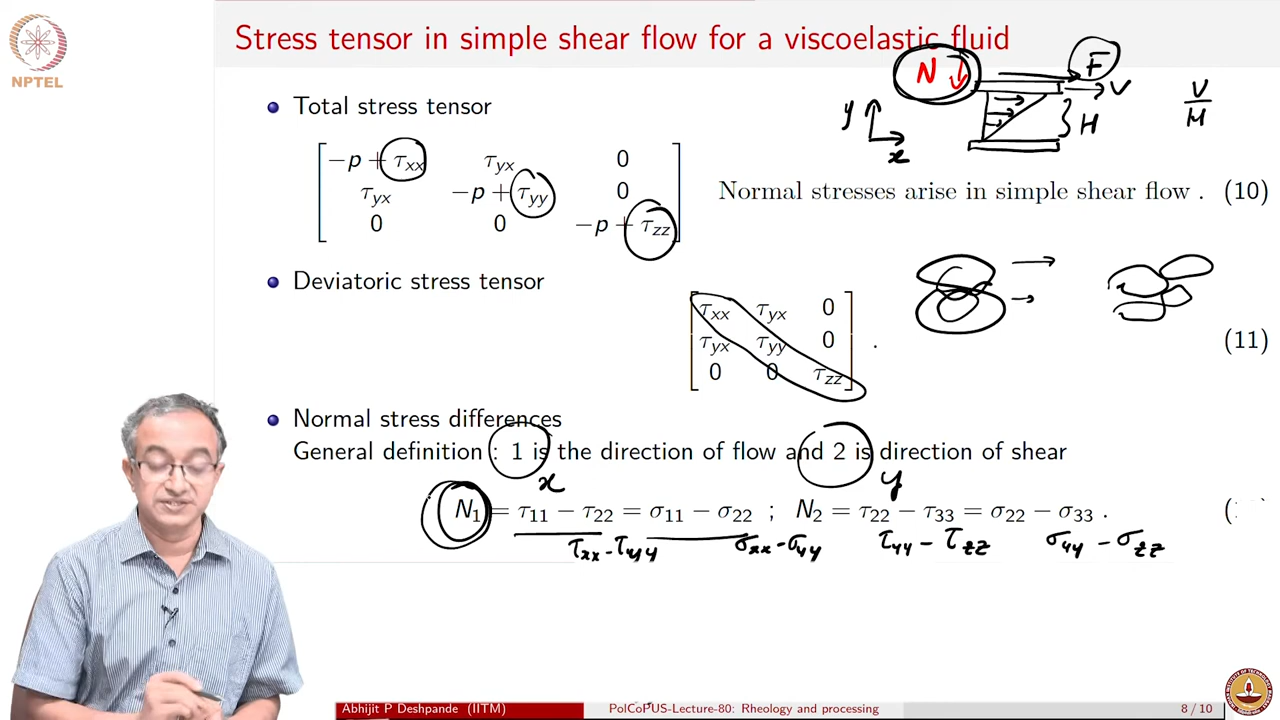 Stress tensor in simple shear flow for a viscoelastic fluid
NPTEL
N F
V
y H
x
V/H
Total stress tensor
−p + τxx τyx 0
τyx −p + τyy 0
0 0 −p + τzz
Normal stresses arise in simple shear flow . (10)
Deviatoric stress tensor
τxx τyx 0
τyx τyy 0
0 0 τzz
. (11)
Normal stress differences
General definition : 1 is the direction of flow and 2 is direction of shear
x y
N1 = τ11 − τ22 = σ11 − σ22 ; N2 = τ22 − τ33 = σ22 − σ33 .
τxx - τyy σxx - σyy τyy - τzz σyy - σzz
Abhijit P Deshpande (IITM) PolCoPUS-Lecture-80: Rheology and processing 8 / 10